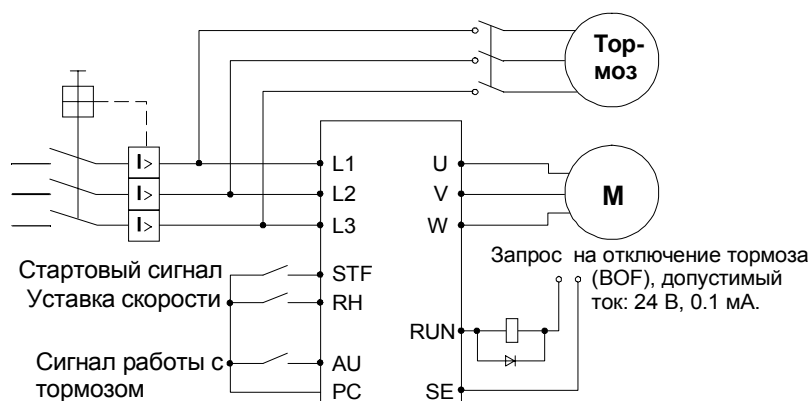 Тор-
моз
I>
L1
U
I>
L2
V
М
I>
L3
W
Стартовый сигнал
STF
Запрос на отключение тормоза
(BOF), допустимый
ток: 24 В, 0.1 мА.
Уставка скорости
RH
RUN
Сигнал работы с
тормозом
AU
PC
SE